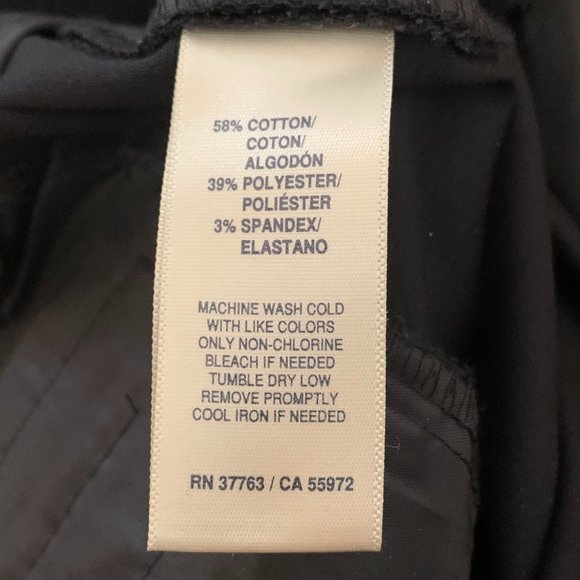 58% COTTON/
COTON/
ALGODÓN
39% POLYESTER/
POLIÉSTER
3% SPANDEX/
ELASTANO
MACHINE WASH COLD
WITH LIKE COLORS
ONLY NON-CHLORINE
BLEACH IF NEEDED
TUMBLE DRY LOW
REMOVE PROMPTLY
COOL IRON IF NEEDED
RN 37763 / CA 55972